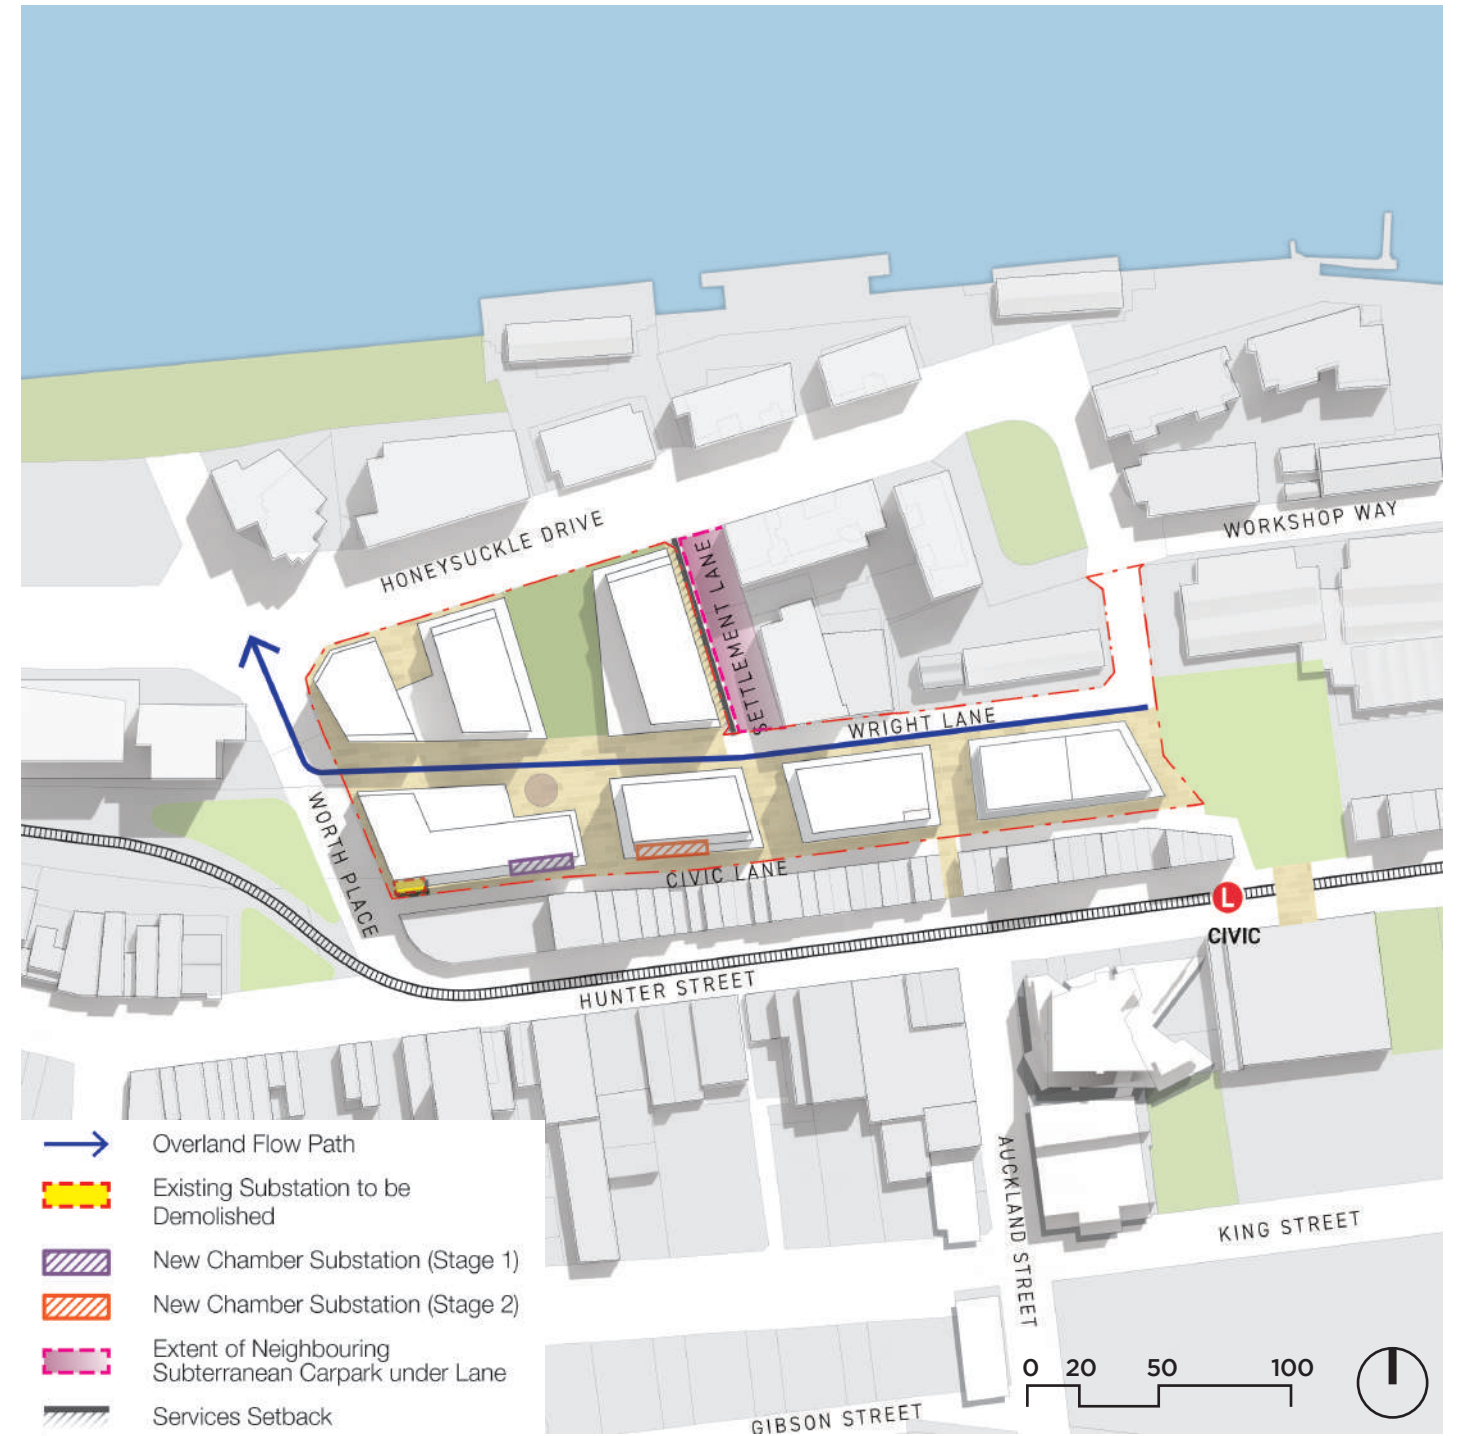 HONEYSUCKLE DRIVE
WORKSHOP WAY
SETTLEMENT LANE
WRIGHT LANE
WORTH PLACE
CIVIC LANE
L
CIVIC
HUNTER STREET
AUCKLAND STREET
KING STREET
GIBSON STREET
Overland Flow Path
Existing Substation to be
Demolished
New Chamber Substation (Stage 1)
New Chamber Substation (Stage 2)
Extent of Neighbouring
Subterranean Carpark under Lane
Services Setback
0 20 50 100